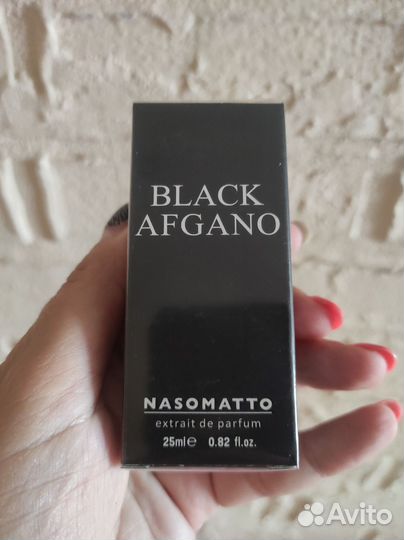 BLACK
AFGANO
NASOMATTO
extrait de parfum
25ml℮ 0.82 fl.oz.
Avito